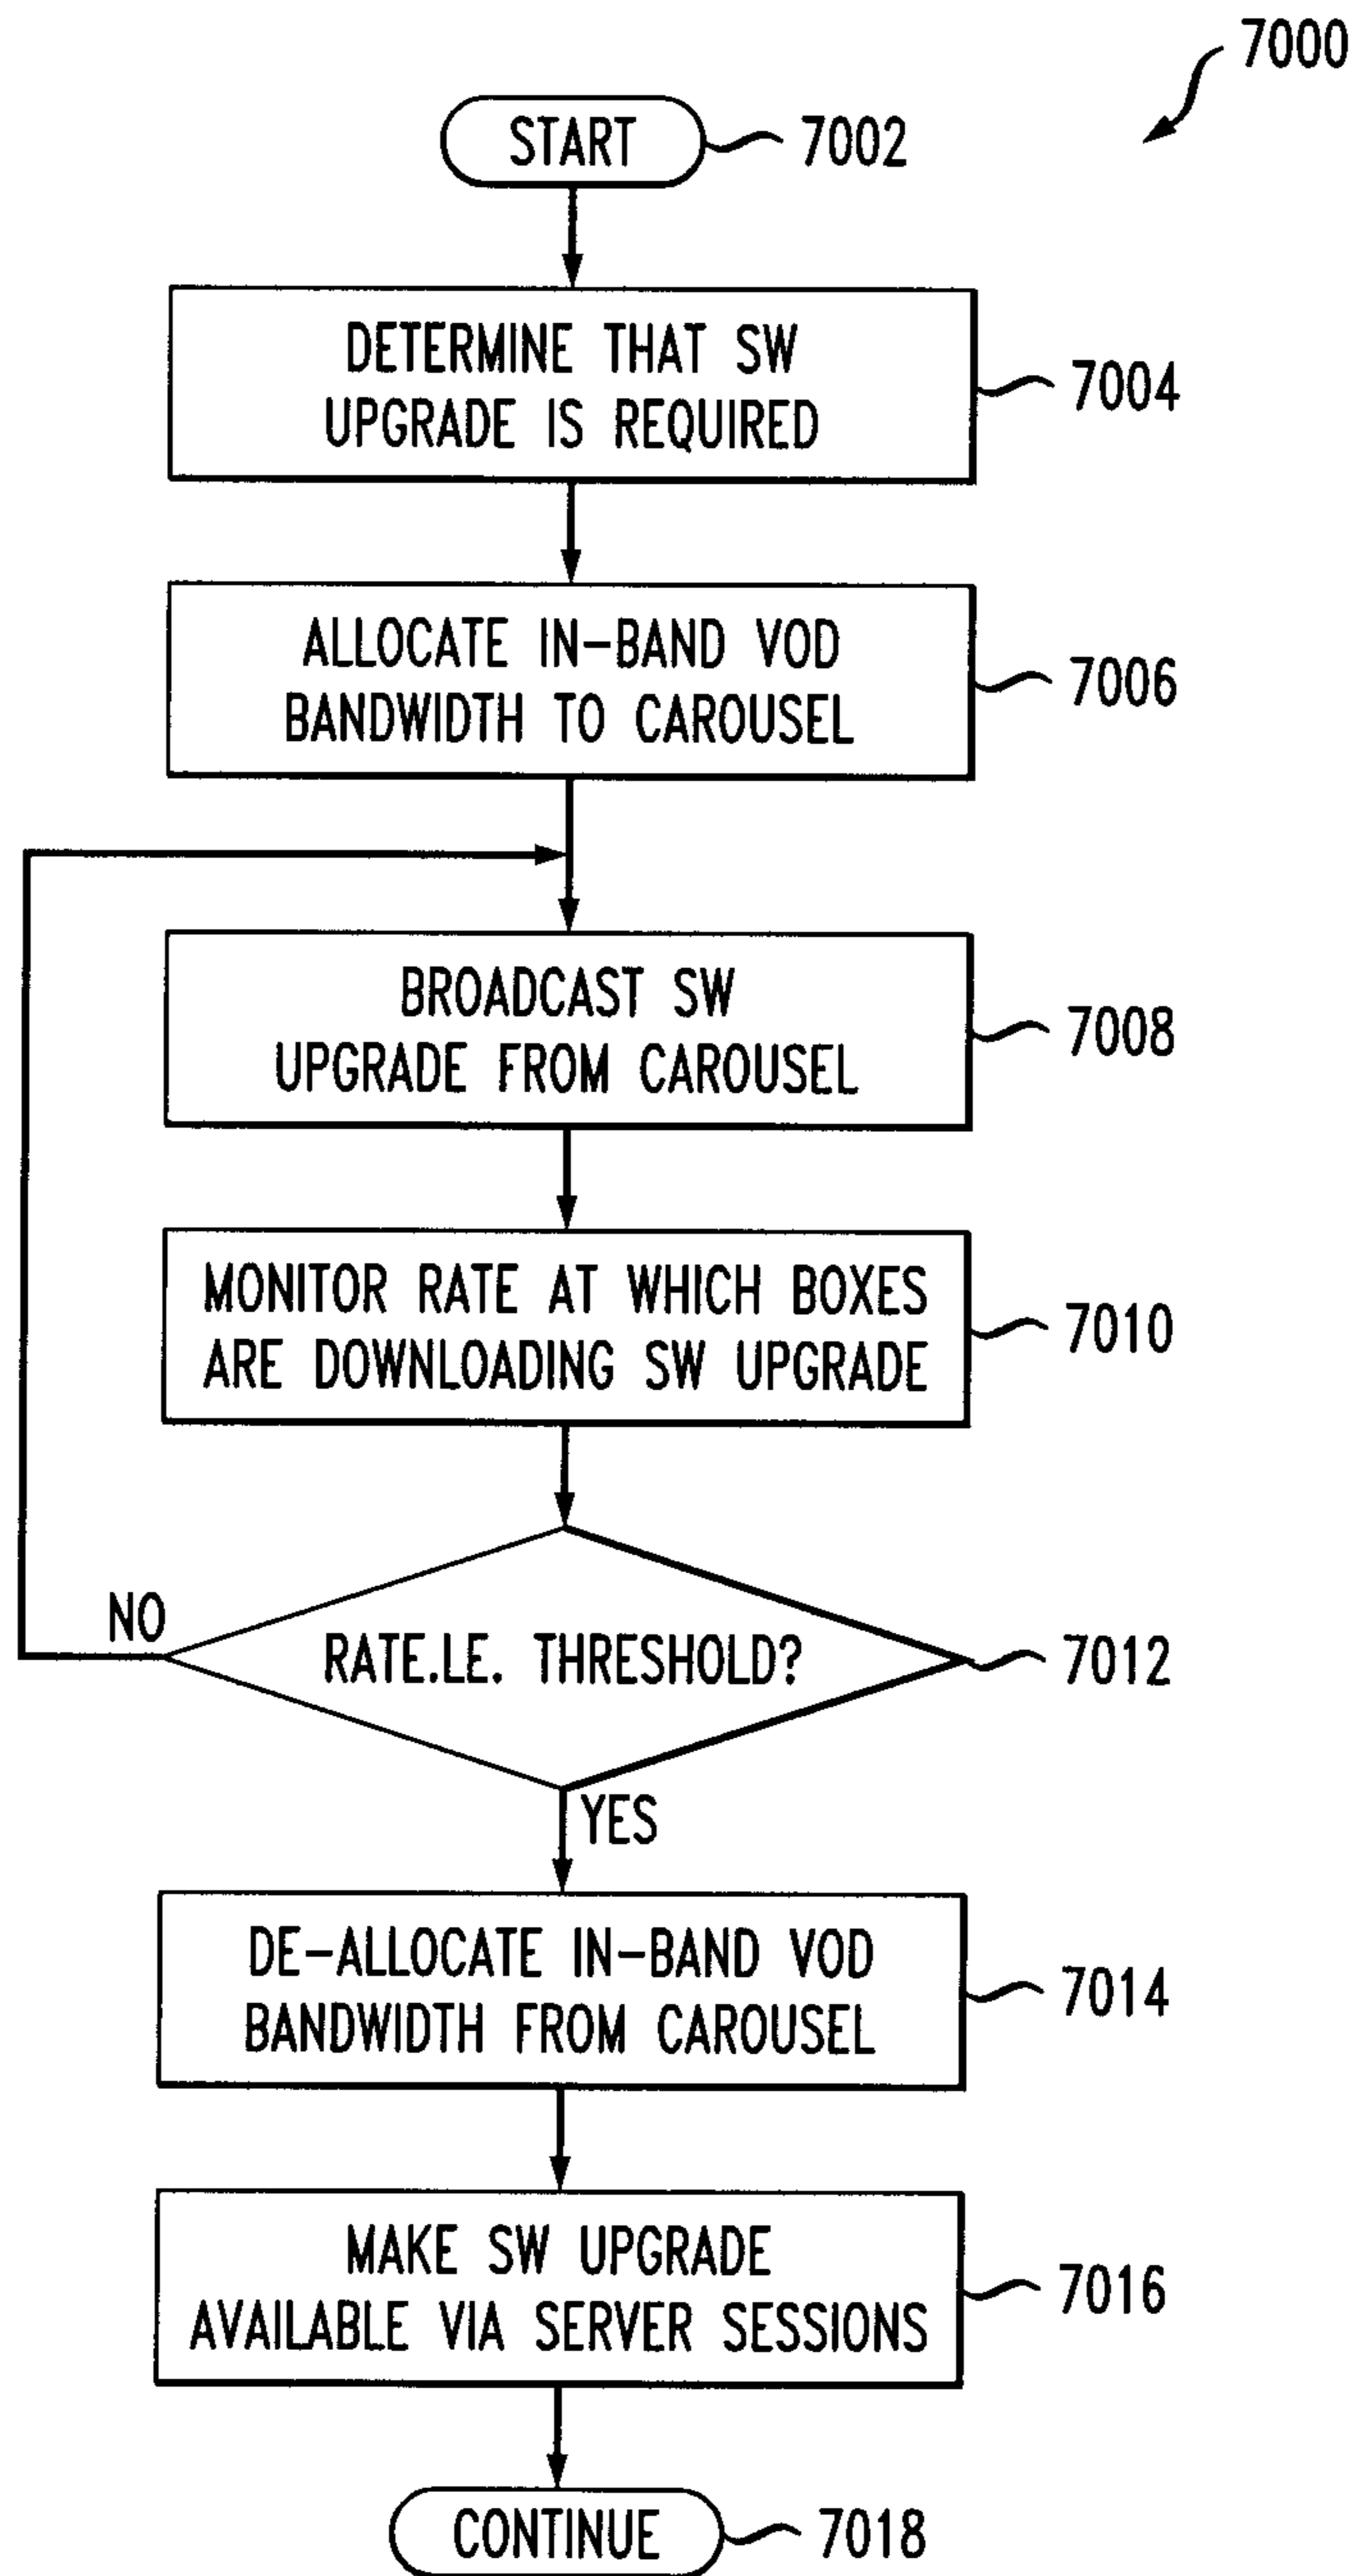 7000
START
7002
DETERMINE THAT SW
UPGRADE IS REQUIRED
7004
ALLOCATE IN-BAND VOD
BANDWIDTH TO CAROUSEL
7006
BROADCAST SW
UPGRADE FROM CAROUSEL
7008
MONITOR RATE AT WHICH BOXES
ARE DOWNLOADING SW UPGRADE
7010
NO
RATE.LE. THRESHOLD?
7012
YES
DE-ALLOCATE IN-BAND VOD
BANDWIDTH FROM CAROUSEL
7014
MAKE SW UPGRADE
AVAILABLE VIA SERVER SESSIONS
7016
CONTINUE
7018